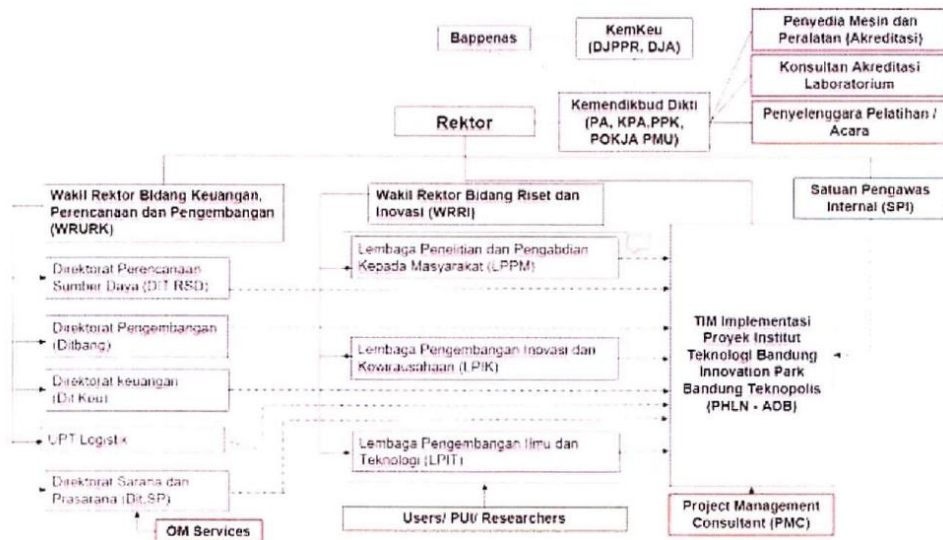 Bappenas
KemKeu
(DJPPR, DJA)
Penyedia Mesin dan
Peralatan (Akreditasi)
Konsultan Akreditasi
Laboratorium
Penyelenggara Pelatihan /
Acara
Kemendikbud Dikti
(PA, KPA,PPK,
POKJA PMU)
Rektor
Wakil Rektor Bidang Keuangan,
Perencanaan dan Pengembangan
(WRURK)
Wakil Rektor Bidang Riset dan
Inovasi (WRRI)
Satuan Pengawas
Internal (SPI)
Direktorat Perencanaan
Sumber Daya (DIT RSD)
Direktorat Pengembangan
(Ditbang)
Direktorat keuangan
(Dit Keu)
UPT Logistik
Direktorat Sarana dan
Prasarana (Dit.SP)
OM Services
Lembaga Penelitian dan Pengabdian
Kepada Masyarakat (LPPM)
Lembaga Pengembangan Inovasi dan
Kewirausahaan (LPIK)
Lembaga Pengembangan Ilmu dan
Teknologi (LPIT)
Users/ PUI/ Researchers
TIM Implementasi
Proyek Institut
Teknologi Bandung
Innovation Park
Bandung Teknopolis
(PHLN - ADB)
Project Management
Consultant (PMC)